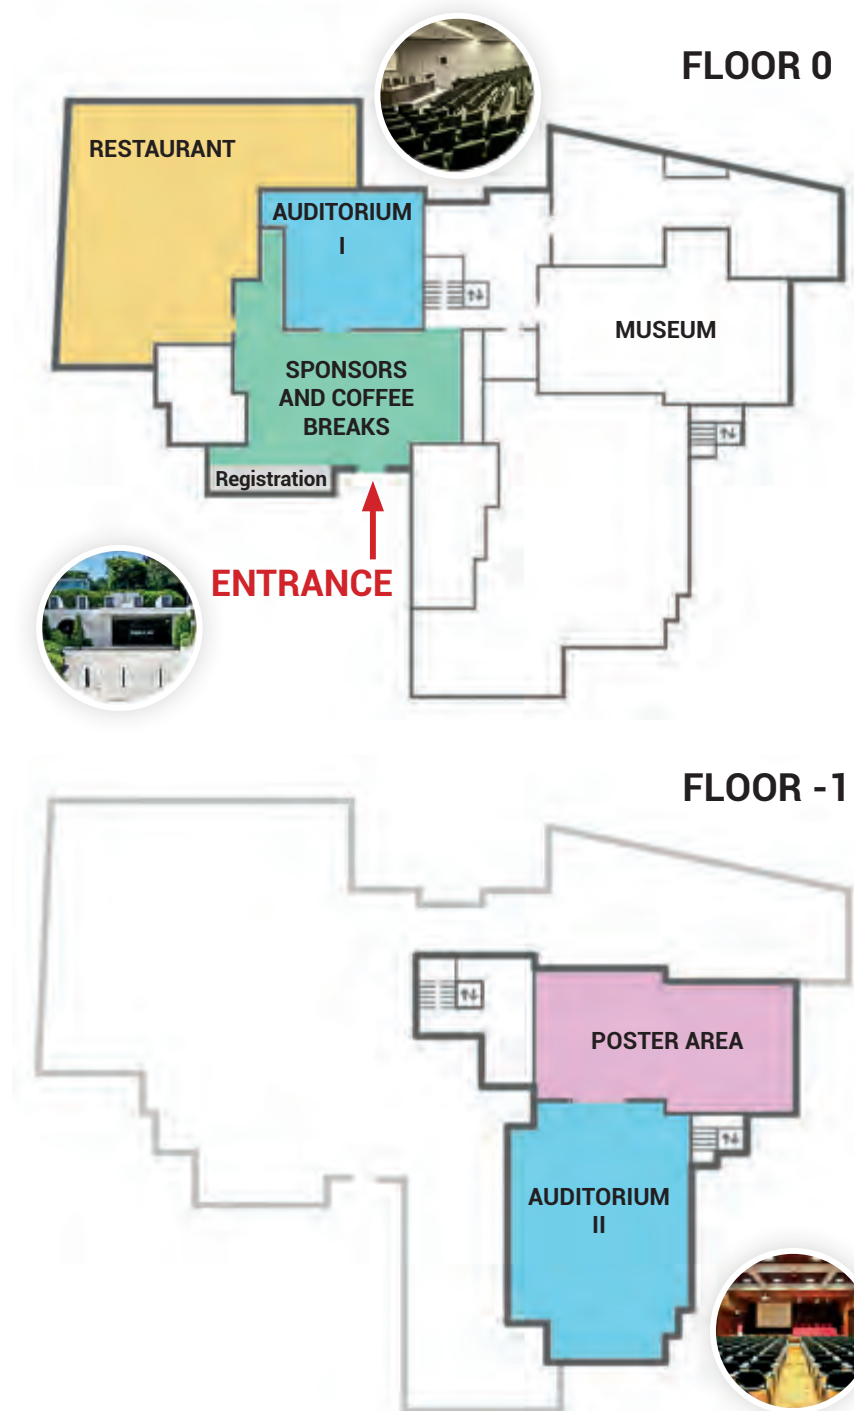 FLOOR 0
RESTAURANT
AUDITORIUM
I
MUSEUM
SPONSORS
AND COFFEE
BREAKS
Registration
ENTRANCE
FLOOR -1
POSTER AREA
AUDITORIUM
II